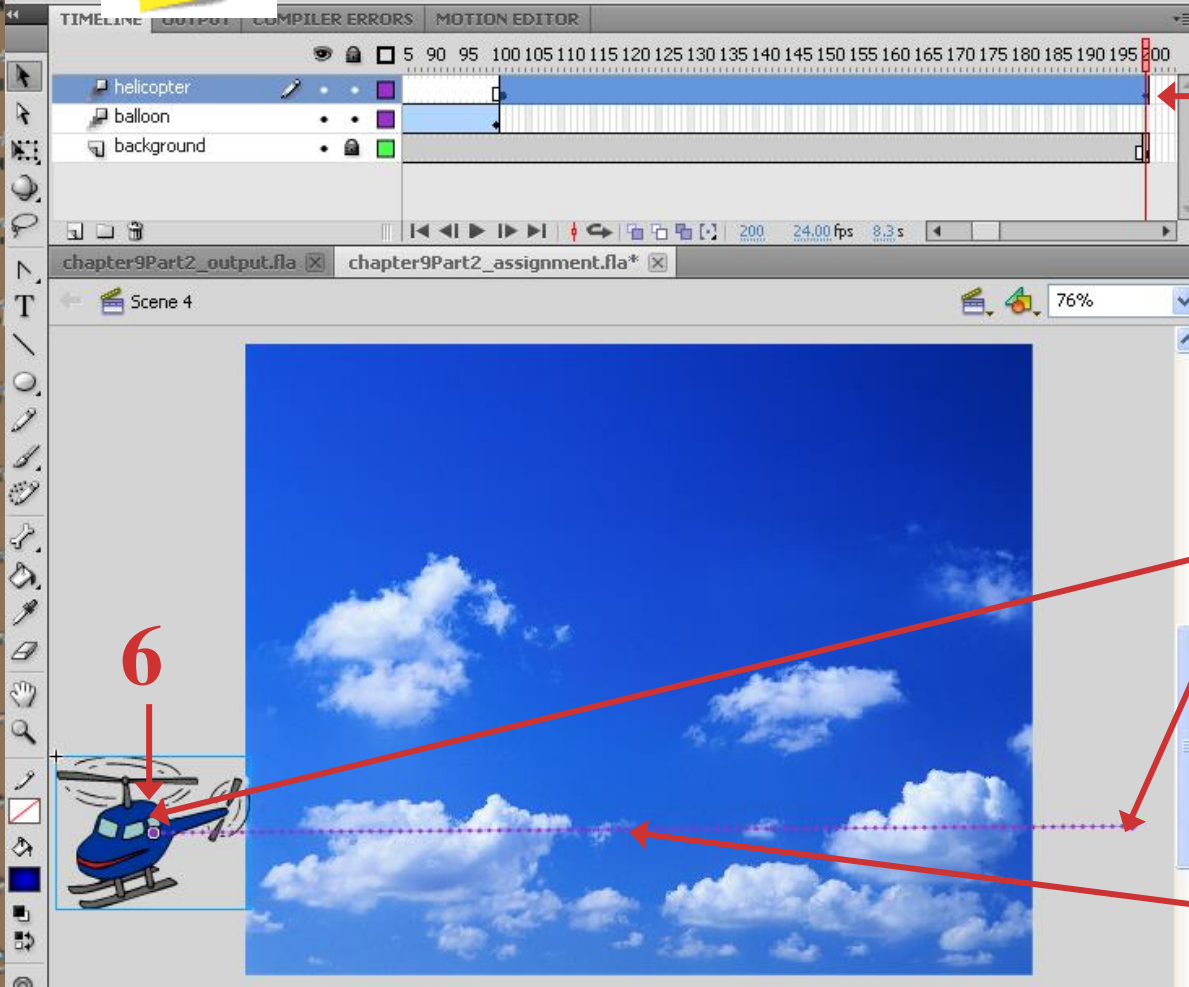 TIMELINE OUTPUT COMPILER ERRORS MOTION EDITOR
5 90 95 100 105 110 115 120 125 130 135 140 145 150 155 160 165 170 175 180 185 190 195 200
helicopter
balloon
background
200 24.00 fps 8.3 s
chapter9Part2_output.fla chapter9Part2_assignment.fla*
Scene 4 76%
T
6